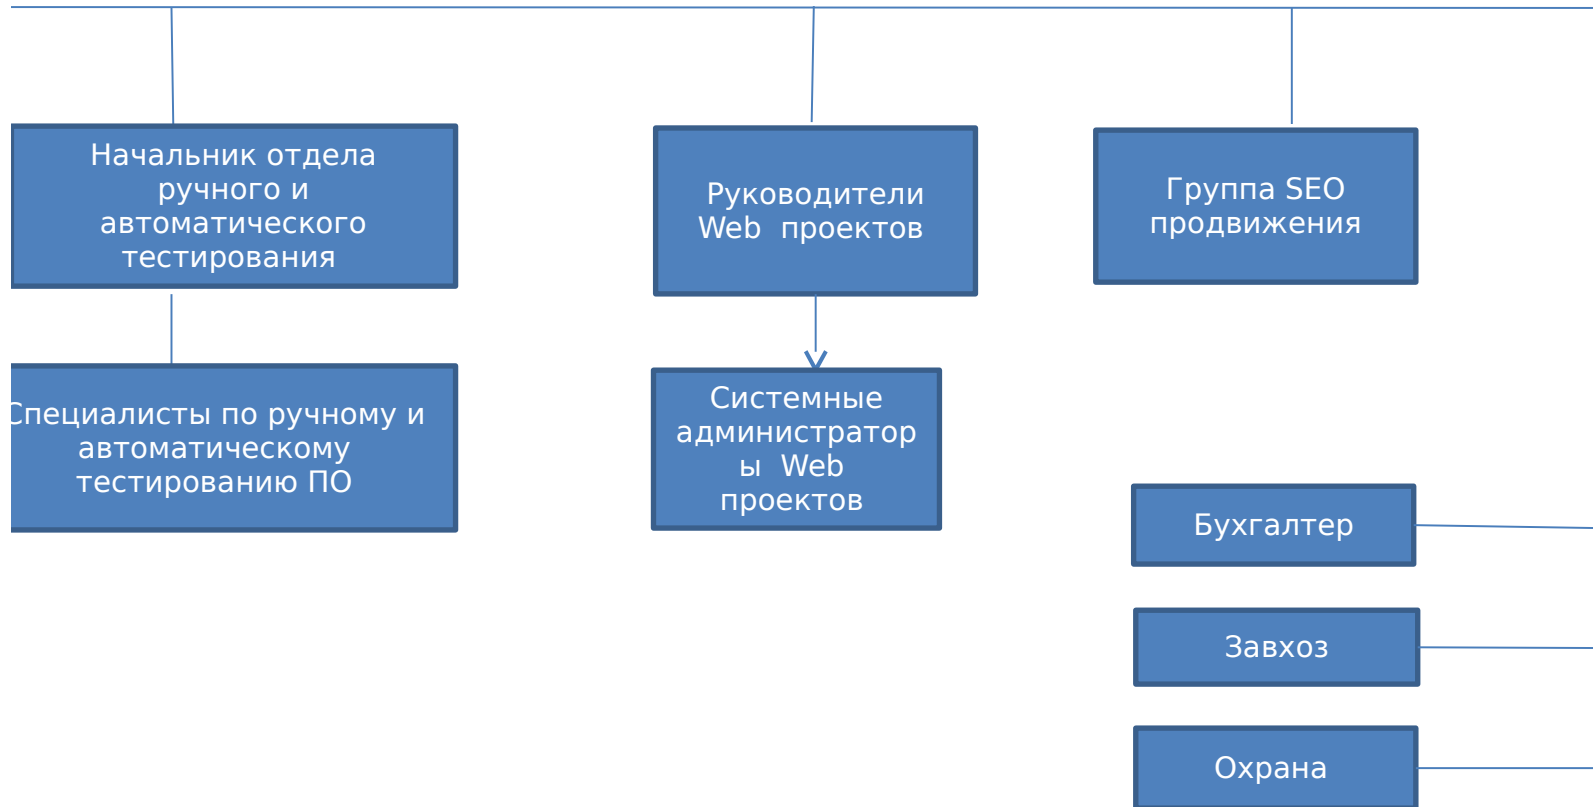 Начальник отдела
ручного и
автоматического
тестирования
Руководители
Web проектов
Группа SEO
продвижения
Специалисты по ручному и
автоматическому
тестированию ПО
Системные
администратор
ы Web
проектов
Бухгалтер
Завхоз
Охрана